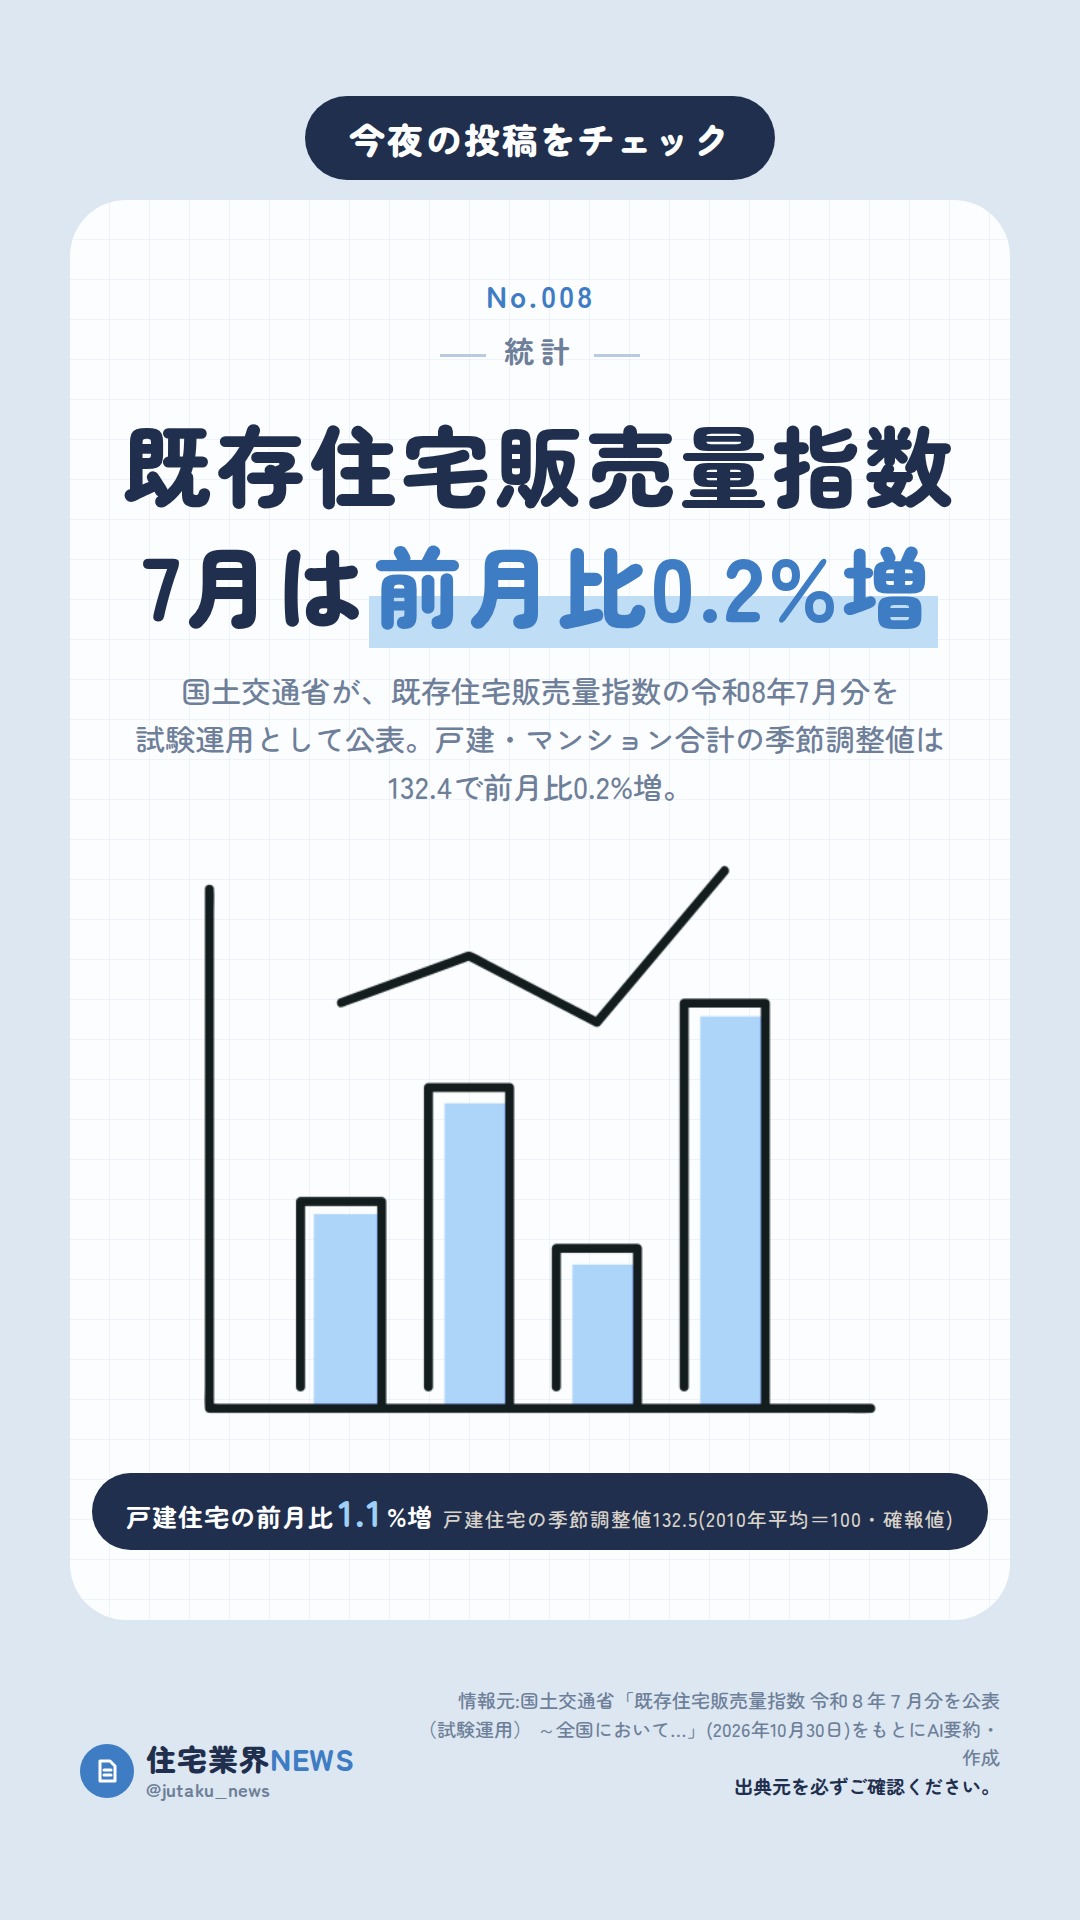 今夜の投稿をチェック
No.008
統計
既存住宅販売量指数
7月は前月比0.2%増
国土交通省が、既存住宅販売量指数の令和8年7月分を
試験運用として公表。戸建・マンション合計の季節調整値は
132.4で前月比0.2%増。
戸建住宅の前月比1.1%増 戸建住宅の季節調整値132.5(2010年平均＝100・確報値)
情報元:国土交通省「既存住宅販売量指数 令和８年７月分を公表
（試験運用） ～全国において…」(2026年10月30日)をもとにAI要約・
作成
出典元を必ずご確認ください。
住宅業界NEWS
@jutaku_news